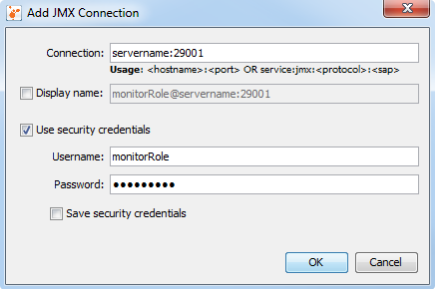 Add JMX Connection
Connection: servername:29001
Usage: <hostname>:<port> OR service:jmx:<protocol>:<sap>
Display name: monitorRole@servername:29001
Use security credentials
Username: monitorRole
Password: •••••••••
Save security credentials
OK Cancel